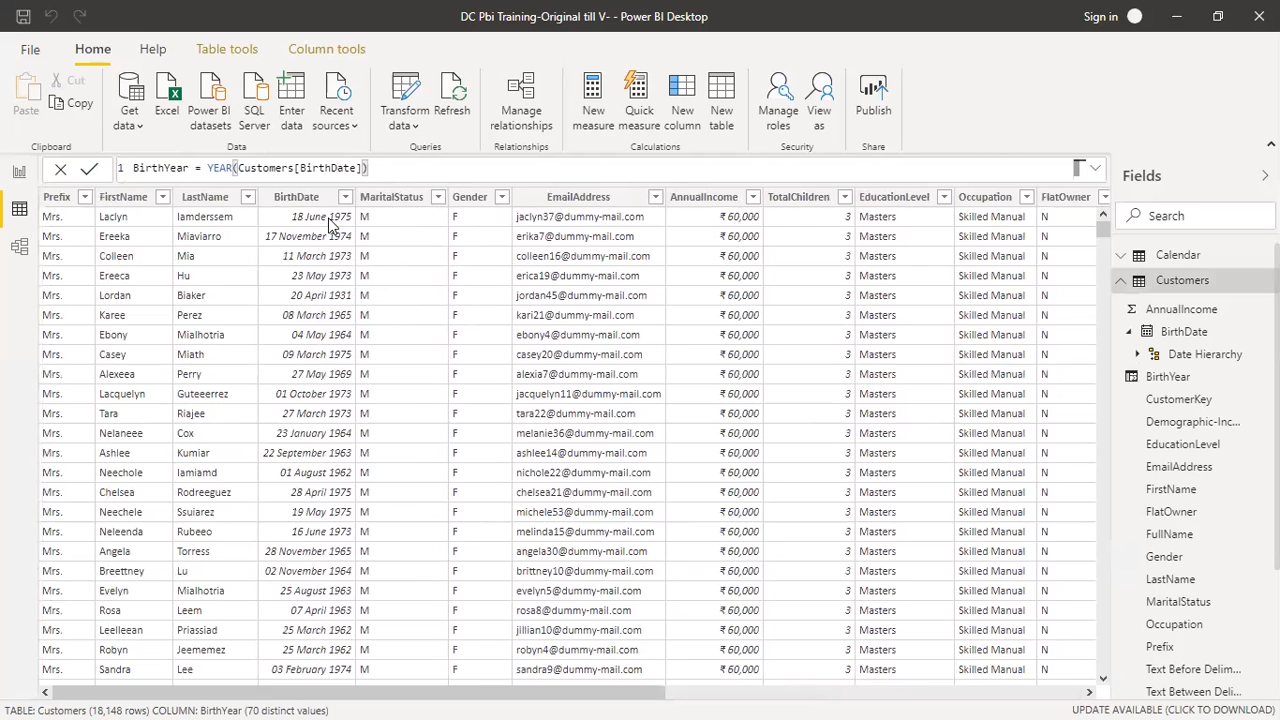 DC Pbi Training-Original till V- - Power BI Desktop
Sign in
File Home Help Table tools Column tools
Paste
Cut
Copy
Get data
Excel
Power BI datasets
SQL Server
Enter data
Recent sources
Transform data
Refresh
Manage relationships
New measure
Quick measure
New column
New table
Manage roles
View as
Publish
Clipboard Data Queries Relationships Calculations Security Share
1 BirthYear = YEAR(Customers[BirthDate])
Prefix FirstName LastName BirthDate MaritalStatus Gender EmailAddress AnnualIncome TotalChildren EducationLevel Occupation FlatOwner
Mrs. Laclyn Iamderssem 18 June 1975 M F jaclyn37@dummy-mail.com ₹ 60,000 3 Masters Skilled Manual N
Mrs. Ereeka Miaviarro 17 November 1974 M F erika7@dummy-mail.com ₹ 60,000 3 Masters Skilled Manual N
Mrs. Colleen Mia 11 March 1973 M F colleen16@dummy-mail.com ₹ 60,000 3 Masters Skilled Manual N
Mrs. Ereeca Hu 23 May 1973 M F erica19@dummy-mail.com ₹ 60,000 3 Masters Skilled Manual N
Mrs. Lordan Biaker 20 April 1931 M F jordan45@dummy-mail.com ₹ 60,000 3 Masters Skilled Manual N
Mrs. Karee Perez 08 March 1965 M F kari21@dummy-mail.com ₹ 60,000 3 Masters Skilled Manual N
Mrs. Ebony Mialhotria 04 May 1964 M F ebony4@dummy-mail.com ₹ 60,000 3 Masters Skilled Manual N
Mrs. Casey Miath 09 March 1975 M F casey20@dummy-mail.com ₹ 60,000 3 Masters Skilled Manual N
Mrs. Alexeea Perry 27 May 1969 M F alexia7@dummy-mail.com ₹ 60,000 3 Masters Skilled Manual N
Mrs. Lacquelyn Guteeerrez 01 October 1973 M F jacquelyn11@dummy-mail.com ₹ 60,000 3 Masters Skilled Manual N
Mrs. Tara Riajee 27 March 1973 M F tara22@dummy-mail.com ₹ 60,000 3 Masters Skilled Manual N
Mrs. Nelaneee Cox 23 January 1964 M F melanie36@dummy-mail.com ₹ 60,000 3 Masters Skilled Manual N
Mrs. Ashlee Kumiar 22 September 1963 M F ashlee14@dummy-mail.com ₹ 60,000 3 Masters Skilled Manual N
Mrs. Neechole Iamiamd 01 August 1962 M F nichole22@dummy-mail.com ₹ 60,000 3 Masters Skilled Manual N
Mrs. Chelsea Rodreeguez 28 April 1975 M F chelsea21@dummy-mail.com ₹ 60,000 3 Masters Skilled Manual N
Mrs. Neechele Ssuiarez 19 May 1975 M F michele53@dummy-mail.com ₹ 60,000 3 Masters Skilled Manual N
Mrs. Neleenda Rubeeo 16 June 1973 M F melinda15@dummy-mail.com ₹ 60,000 3 Masters Skilled Manual N
Mrs. Angela Torress 28 November 1965 M F angela30@dummy-mail.com ₹ 60,000 3 Masters Skilled Manual N
Mrs. Breettney Lu 02 November 1964 M F brittney10@dummy-mail.com ₹ 60,000 3 Masters Skilled Manual N
Mrs. Evelyn Mialhotria 25 August 1963 M F evelyn5@dummy-mail.com ₹ 60,000 3 Masters Skilled Manual N
Mrs. Rosa Leem 07 April 1963 M F rosa8@dummy-mail.com ₹ 60,000 3 Masters Skilled Manual N
Mrs. Leelleean Priassiad 25 March 1962 M F jillian10@dummy-mail.com ₹ 60,000 3 Masters Skilled Manual N
Mrs. Robyn Jeememez 25 March 1962 M F robyn4@dummy-mail.com ₹ 60,000 3 Masters Skilled Manual N
Mrs. Sandra Lee 03 February 1974 M F sandra9@dummy-mail.com ₹ 60,000 3 Masters Skilled Manual N
Fields
Search
Calendar
Customers
AnnualIncome
BirthDate
Date Hierarchy
BirthYear
CustomerKey
Demographic-Inc...
EducationLevel
EmailAddress
FirstName
FlatOwner
FullName
Gender
LastName
MaritalStatus
Occupation
Prefix
Text Before Delim...
Text Between Deli...
TABLE: Customers (18,148 rows) COLUMN: BirthYear (70 distinct values)
UPDATE AVAILABLE (CLICK TO DOWNLOAD)